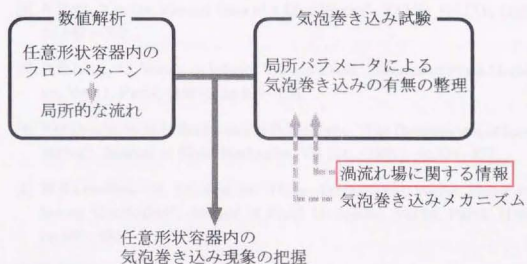 数値解析
任意形状容器内の
フローパターン
局所的な流れ
気泡巻き込み試験
局所パラメータによる
気泡巻き込みの有無の整理
渦流れ場に関する情報
気泡巻き込みメカニズム
任意形状容器内の
気泡巻き込み現象の把握